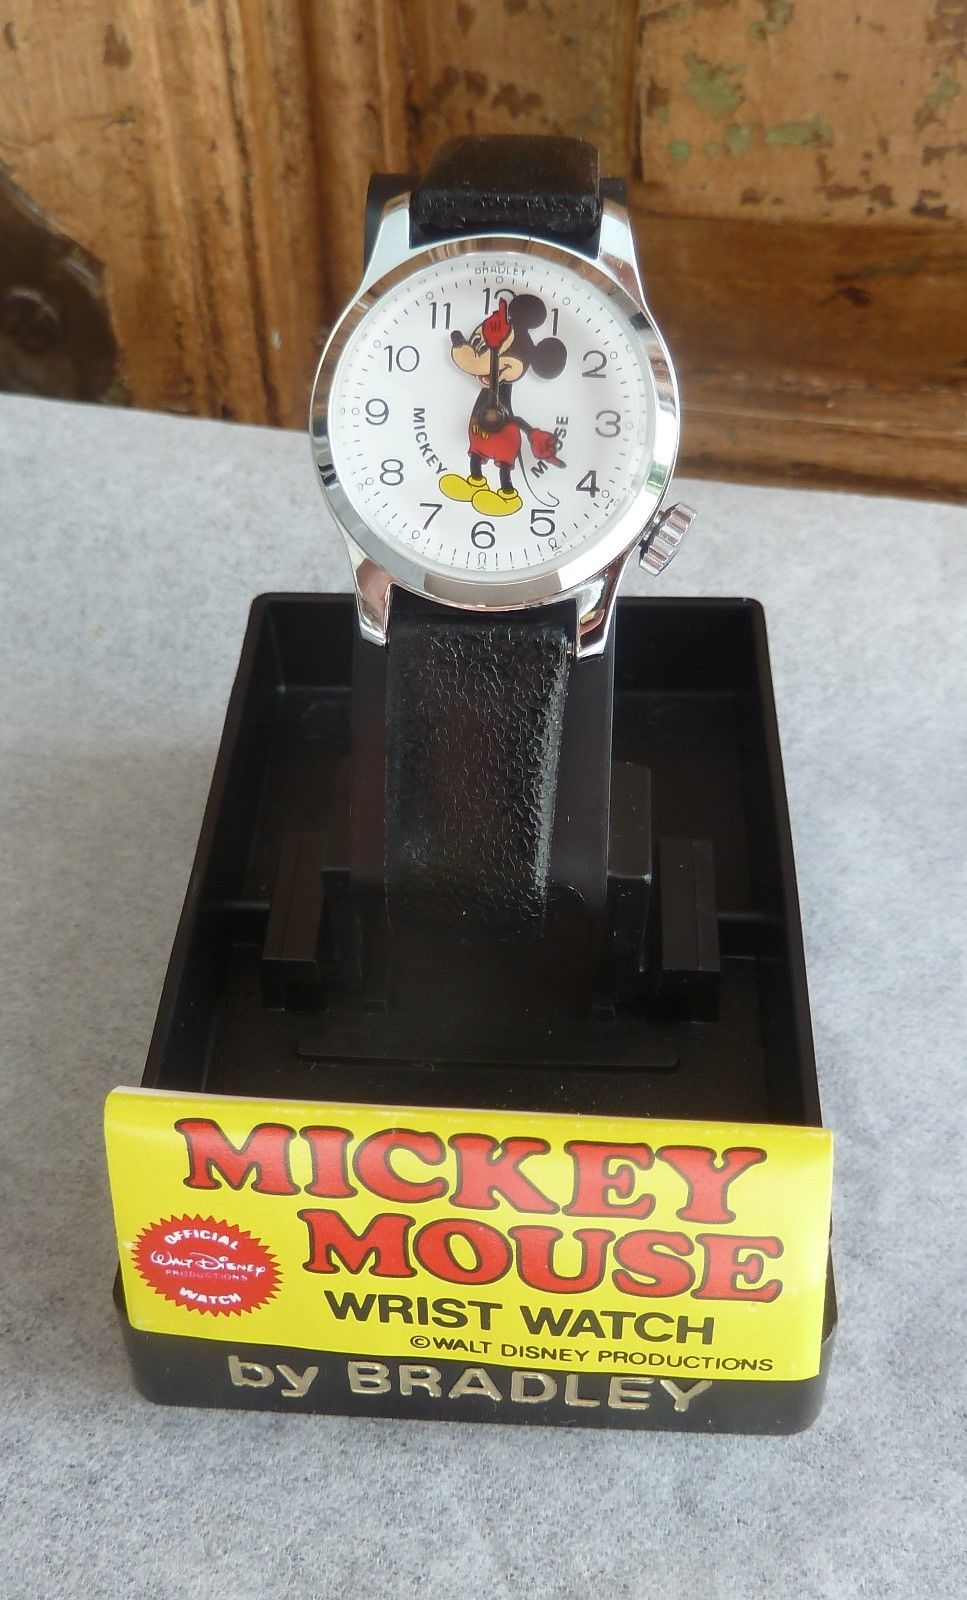 BRADLEY
12
11
1
10
2
9
3
8
4
7
5
6
MICKEY
MOUSE
MICKEY
MOUSE
WRIST WATCH
©WALT DISNEY PRODUCTIONS
OFFICIAL
Walt Disney
PRODUCTIONS
WATCH
by BRADLEY